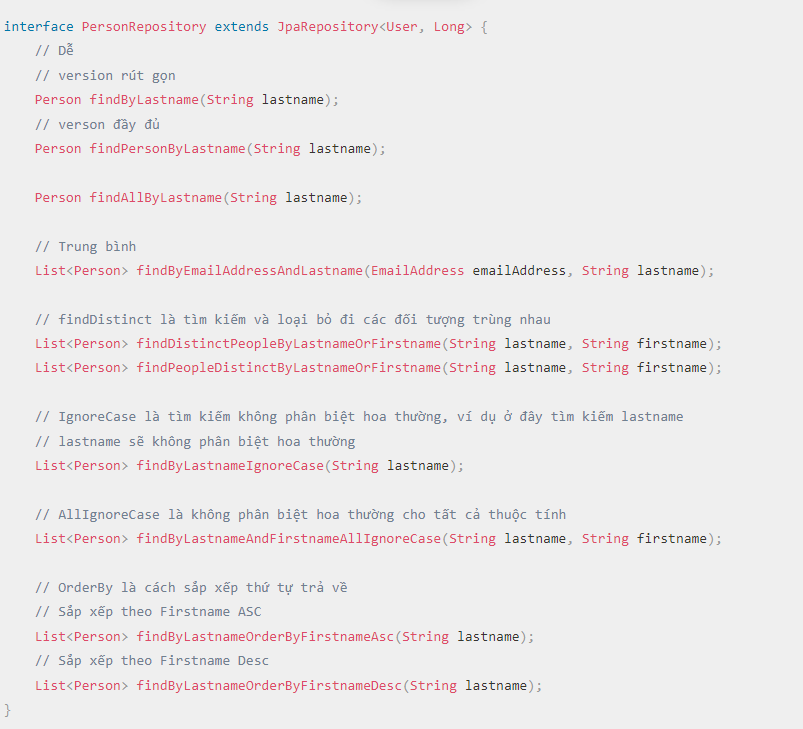 interface PersonRepository extends JpaRepository<User, Long> {
// Dễ
// version rút gọn
Person findByLastname(String lastname);
// verson đầy đủ
Person findPersonByLastname(String lastname);
Person findAllByLastname(String lastname);
// Trung bình
List<Person> findByEmailAddressAndLastname(EmailAddress emailAddress, String lastname);
// findDistinct là tìm kiếm và loại bỏ đi các đối tượng trùng nhau
List<Person> findDistinctPeopleByLastnameOrFirstname(String lastname, String firstname);
List<Person> findPeopleDistinctByLastnameOrFirstname(String lastname, String firstname);
// IgnoreCase là tìm kiếm không phân biệt hoa thường, ví dụ ở đây tìm kiếm lastname
// lastname sẽ không phân biệt hoa thường
List<Person> findByLastnameIgnoreCase(String lastname);
// AllIgnoreCase là không phân biệt hoa thường cho tất cả thuộc tính
List<Person> findByLastnameAndFirstnameAllIgnoreCase(String lastname, String firstname);
// OrderBy là cách sắp xếp thứ tự trả về
// Sắp xếp theo Firstname ASC
List<Person> findByLastnameOrderByFirstnameAsc(String lastname);
// Sắp xếp theo Firstname Desc
List<Person> findByLastnameOrderByFirstnameDesc(String lastname);
}